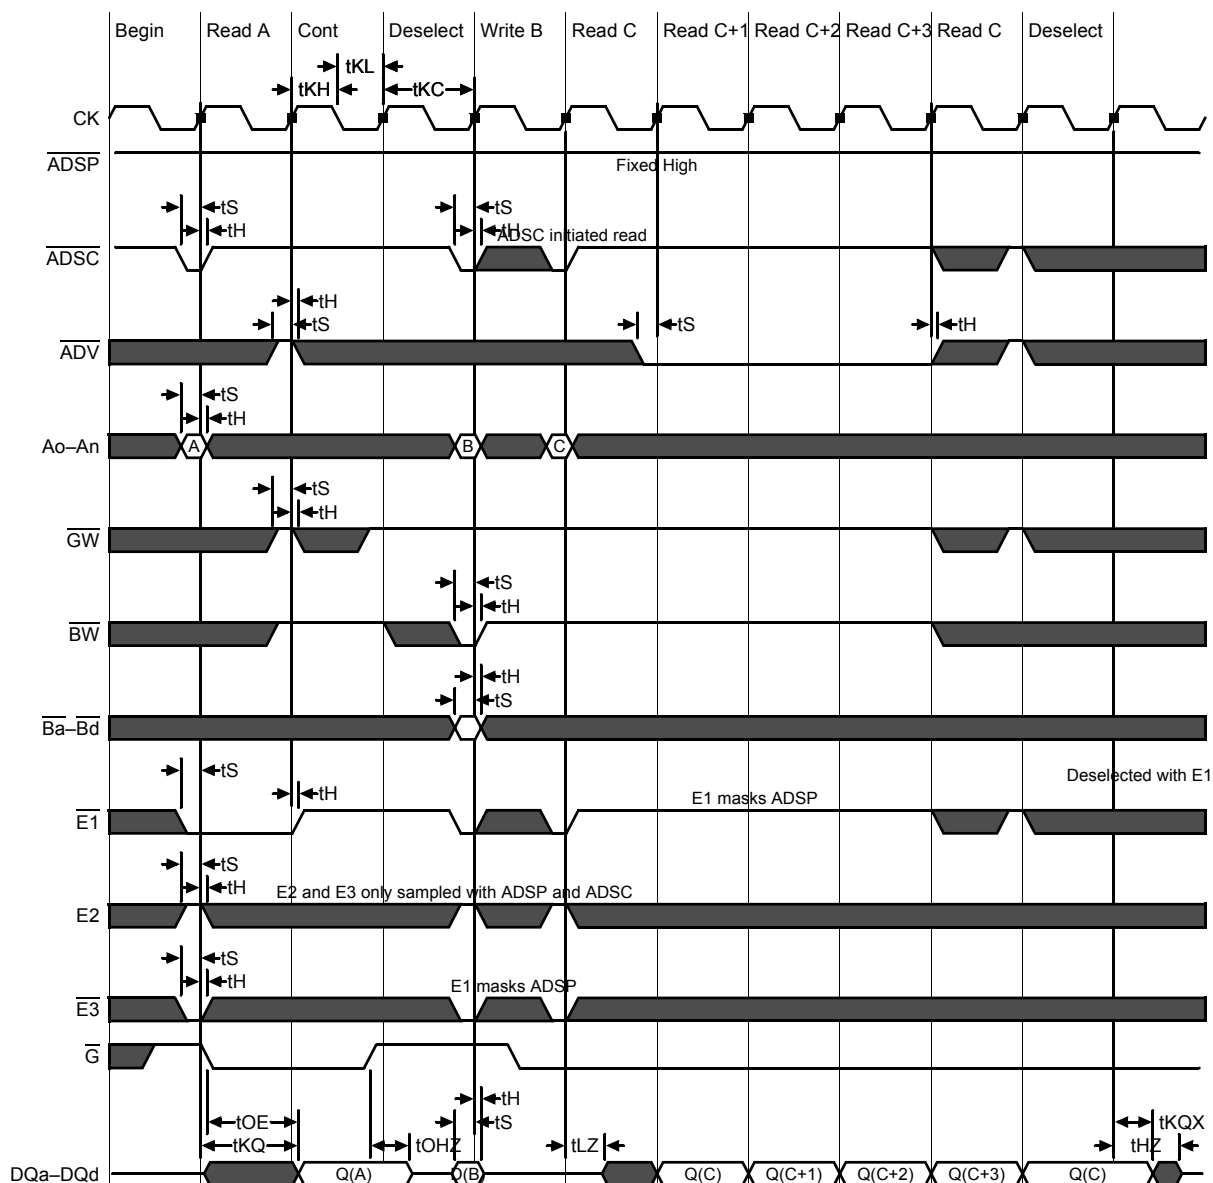 Begin Read A Cont Deselect Write B Read C Read C+1 Read C+2 Read C+3 Read C Deselect
tKL
tKH tKC
CK
ADSP Fixed High
tS tS
tH tH
ADSC initiated read
ADSC
tH
tS tS tH
ADV
tS
tH
Ao–An A B C
tS
tH
GW
tS
tH
BW
tH
tS
Ba–Bd
tS Deselected with E1
tH E1 masks ADSP
E1
tS
tH E2 and E3 only sampled with ADSP and ADSC
E2
tS
tH E1 masks ADSP
E3
G
tH
tOE tS tKQX
tKQ tOHZ tLZ tHZ
DQa–DQd Q(A) D(B) Q(C) Q(C+1) Q(C+2) Q(C+3) Q(C)